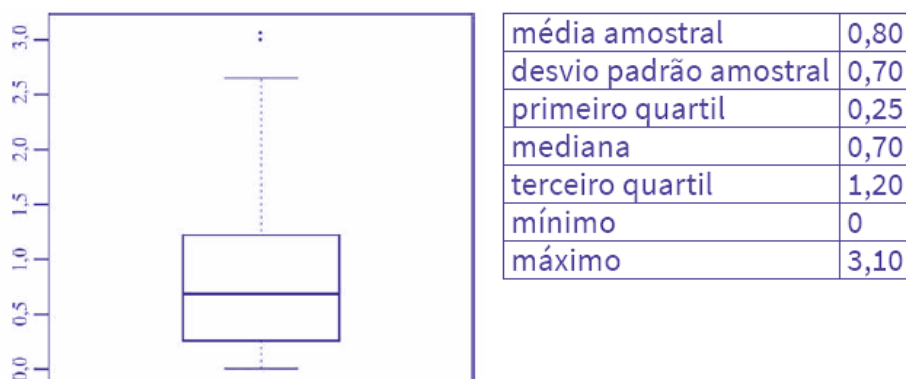 3,0
2,5
2,0
1,5
1,0
0,5
0,0
média amostral 0,80
desvio padrão amostral 0,70
primeiro quartil 0,25
mediana 0,70
terceiro quartil 1,20
mínimo 0
máximo 3,10